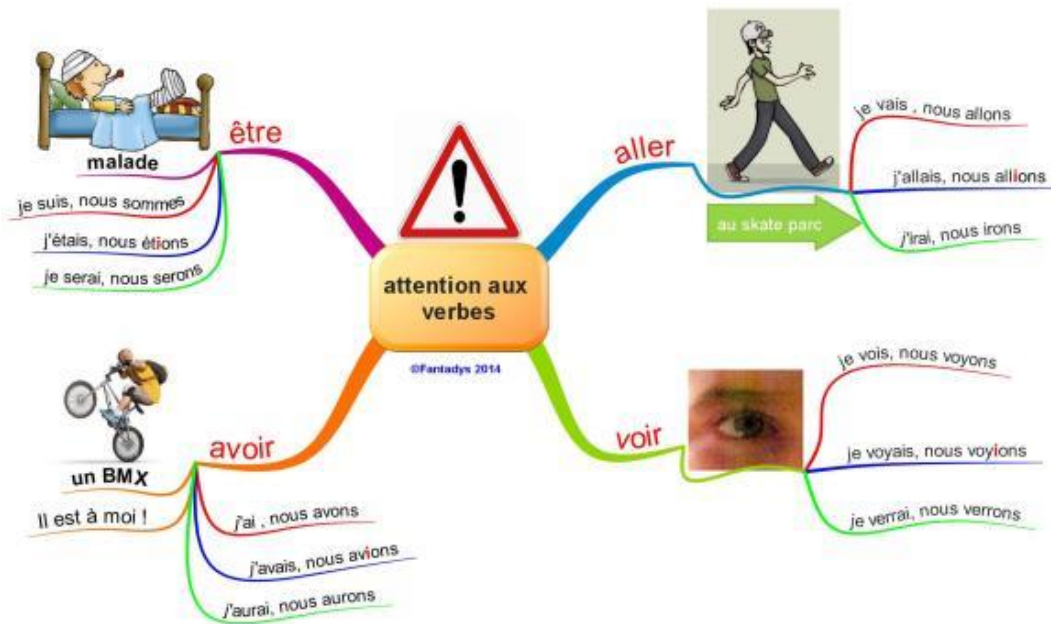 être
malade
je suis, nous sommes
j'étais, nous étions
je serai, nous serons
aller
au skate parc
je vais , nous allons
j'allais, nous allions
j'irai, nous irons
attention aux
verbes
©Fantadys 2014
avoir
un BMX
Il est à moi !
j'ai , nous avons
j'avais, nous avions
j'aurai, nous aurons
voir
je vois, nous voyons
je voyais, nous voyions
je verrai, nous verrons